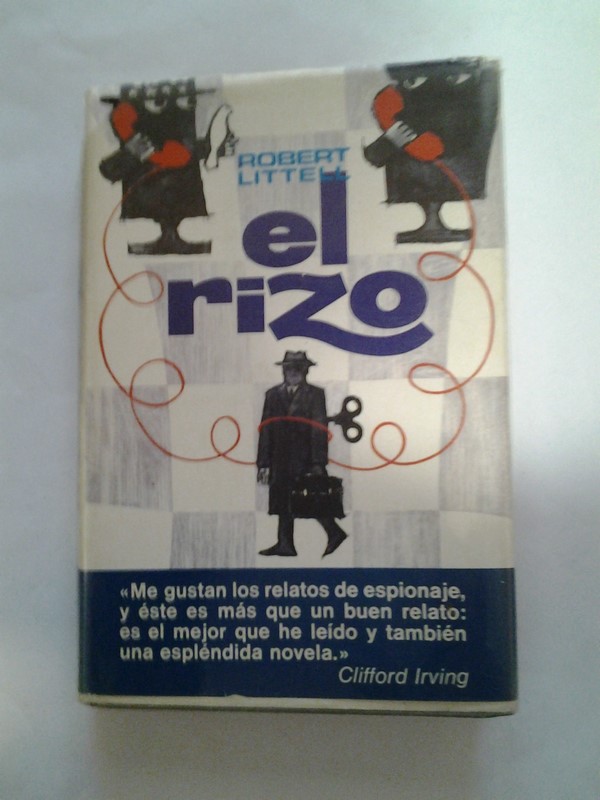 ROBERT
LITTELL
el
rizo
«Me gustan los relatos de espionaje,
y éste es más que un buen relato:
es el mejor que he leído y también
una espléndida novela.»
Clifford Irving